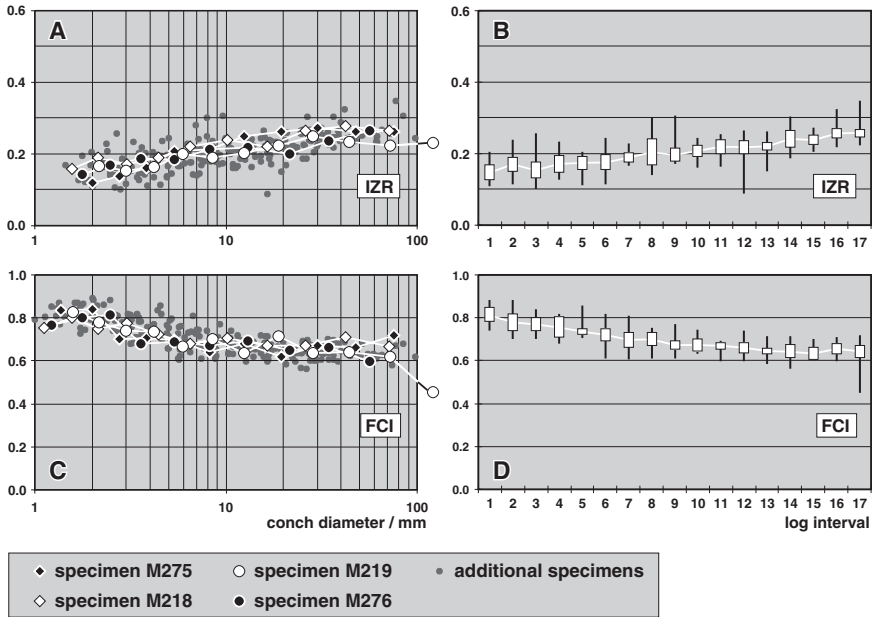 A
B
0.6
0.4
0.2
0.0
IZR
1
10
100
0.6
0.4
0.2
0.0
IZR
1 2 3 4 5 6 7 8 9 10 11 12 13 14 15 16 17
C
D
1.0
0.8
0.6
0.4
0.2
0.0
FCI
1
10
100
conch diameter / mm
1.0
0.8
0.6
0.4
0.2
0.0
FCI
1 2 3 4 5 6 7 8 9 10 11 12 13 14 15 16 17
log interval
specimen M275
specimen M219
additional specimens
specimen M218
specimen M276